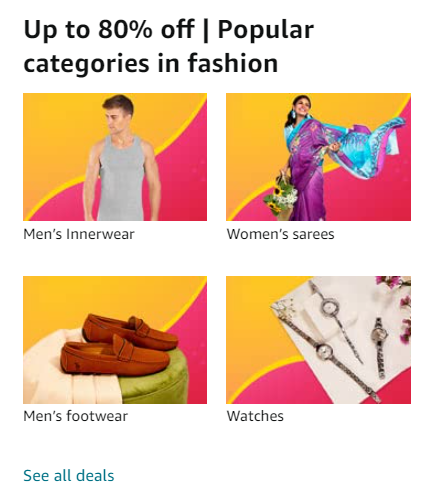 Up to 80% off | Popular
categories in fashion
Men's Innerwear
Women's sarees
Men's footwear
Watches
See all deals